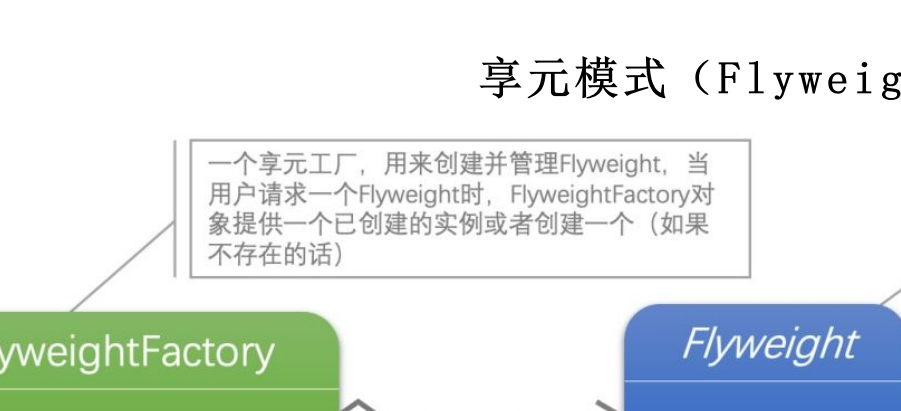 享元模式（Flyweig
一个享元工厂，用来创建并管理Flyweight，当
用户请求一个Flyweight时，FlyweightFactory对
象提供一个已创建的实例或者创建一个（如果
不存在的话）
yweightFactory
Flyweight